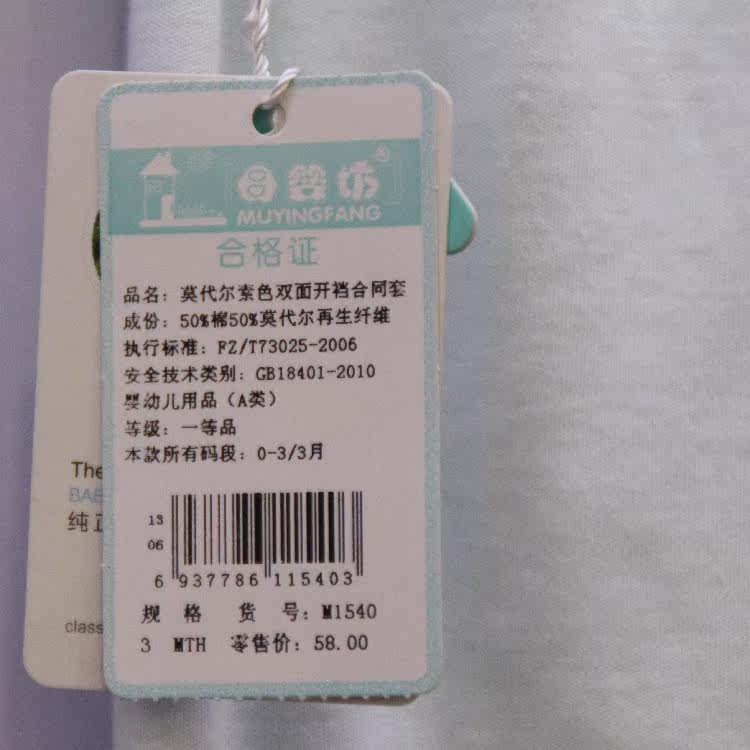 母婴坊®
MUYINGFANG
合格证
品名：莫代尔素色双面开裆合同套
成份：50%棉50%莫代尔再生纤维
执行标准：FZ/T73025-2006
安全技术类别：GB18401-2010
婴幼儿用品（A类）
等级：一等品
本款所有码段：0-3/3月
13
06
6 937786 115403
规 格 货 号：M1540
3 MTH 零售价：58.00
The
BAB
纯正
class